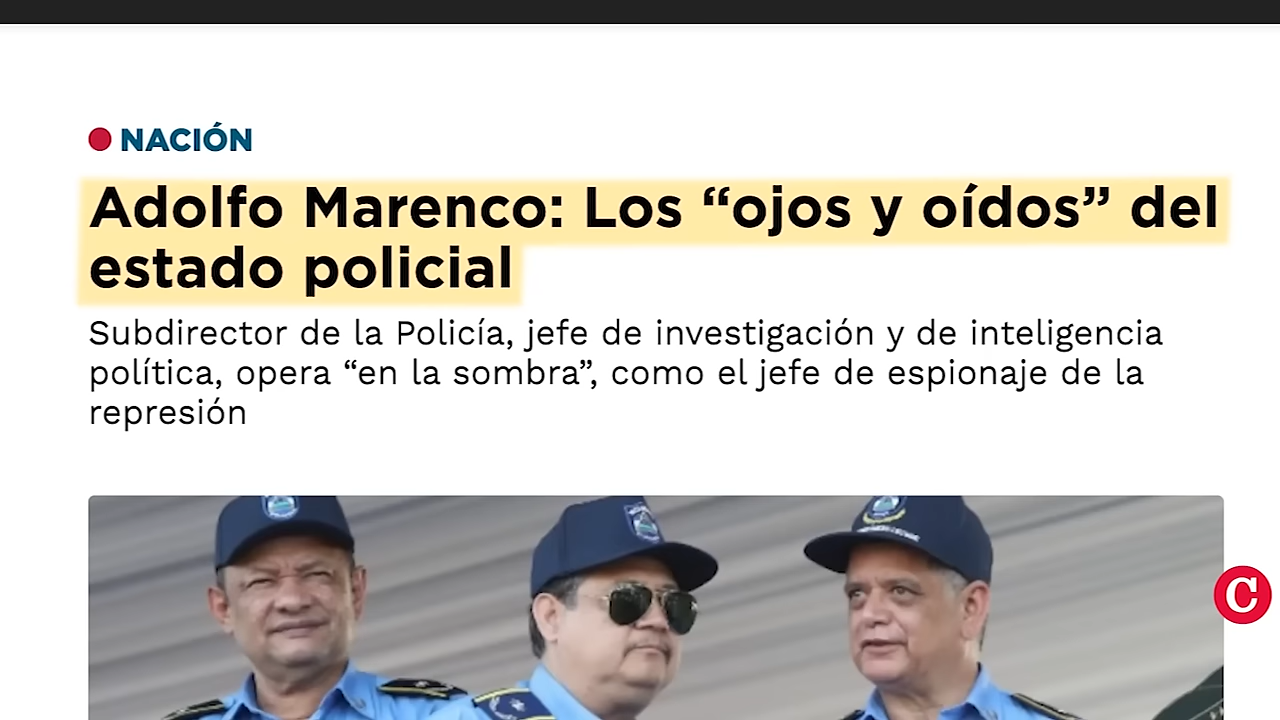 NACIÓN
Adolfo Marenco: Los “ojos y oídos” del
estado policial
Subdirector de la Policía, jefe de investigación y de inteligencia
política, opera “en la sombra”, como el jefe de espionaje de la
represión
C